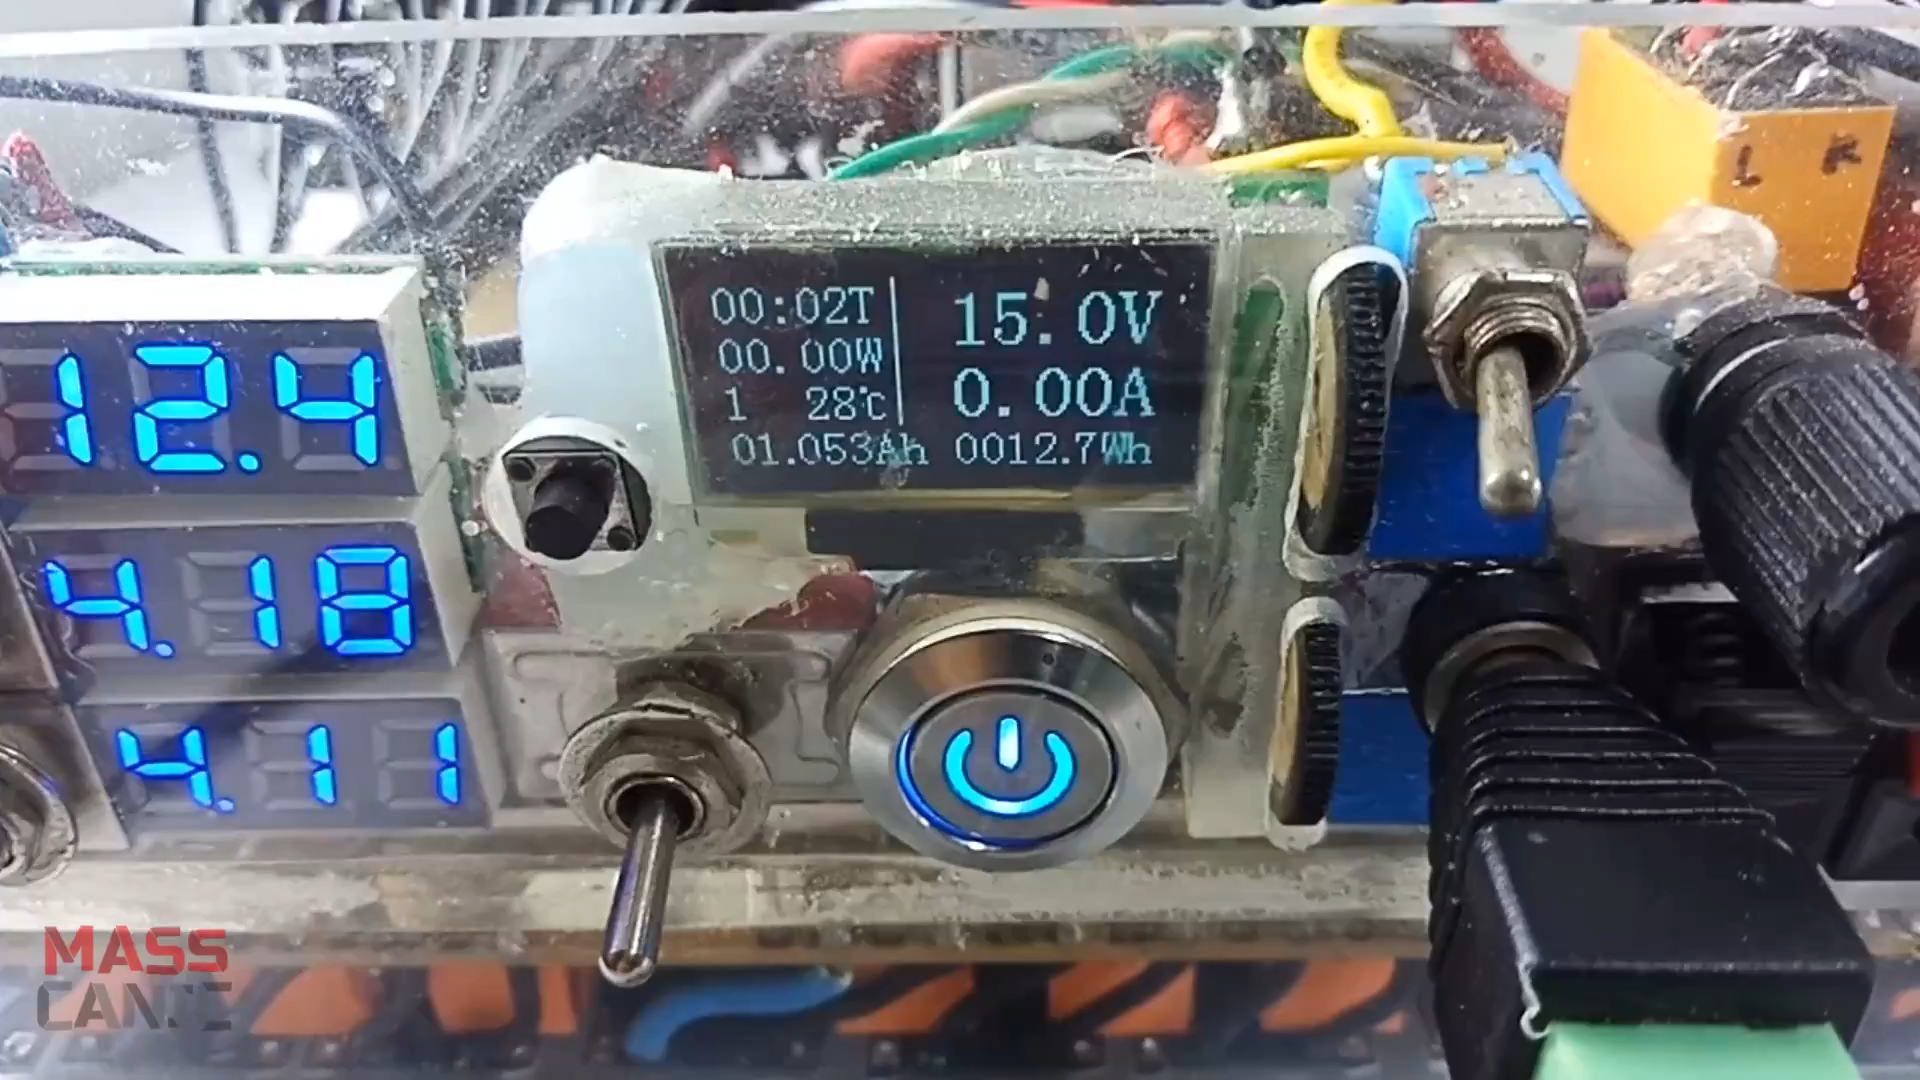 12.4
4.18
4.11
00:02T
00.00W
1 28℃
15.0V
0.00A
01.053Ah 0012.7Wh
L R
MASS
CANTE